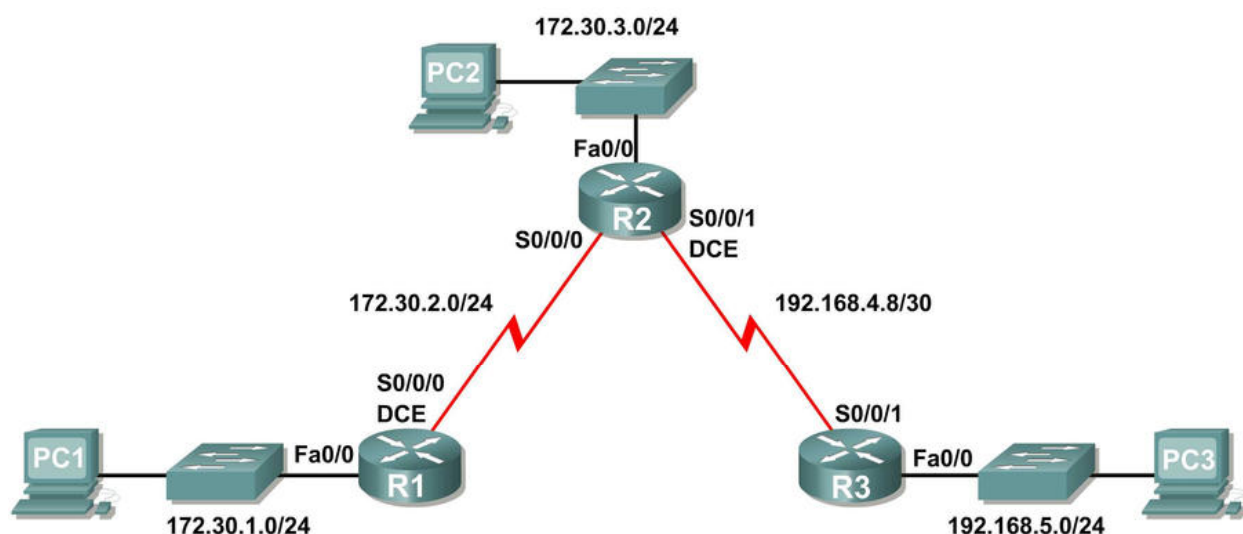 172.30.3.0/24
PC2
Fa0/0
R2
S0/0/0
S0/0/1
DCE
172.30.2.0/24
192.168.4.8/30
S0/0/0
DCE
S0/0/1
PC1
Fa0/0
R1
R3
Fa0/0
PC3
172.30.1.0/24
192.168.5.0/24